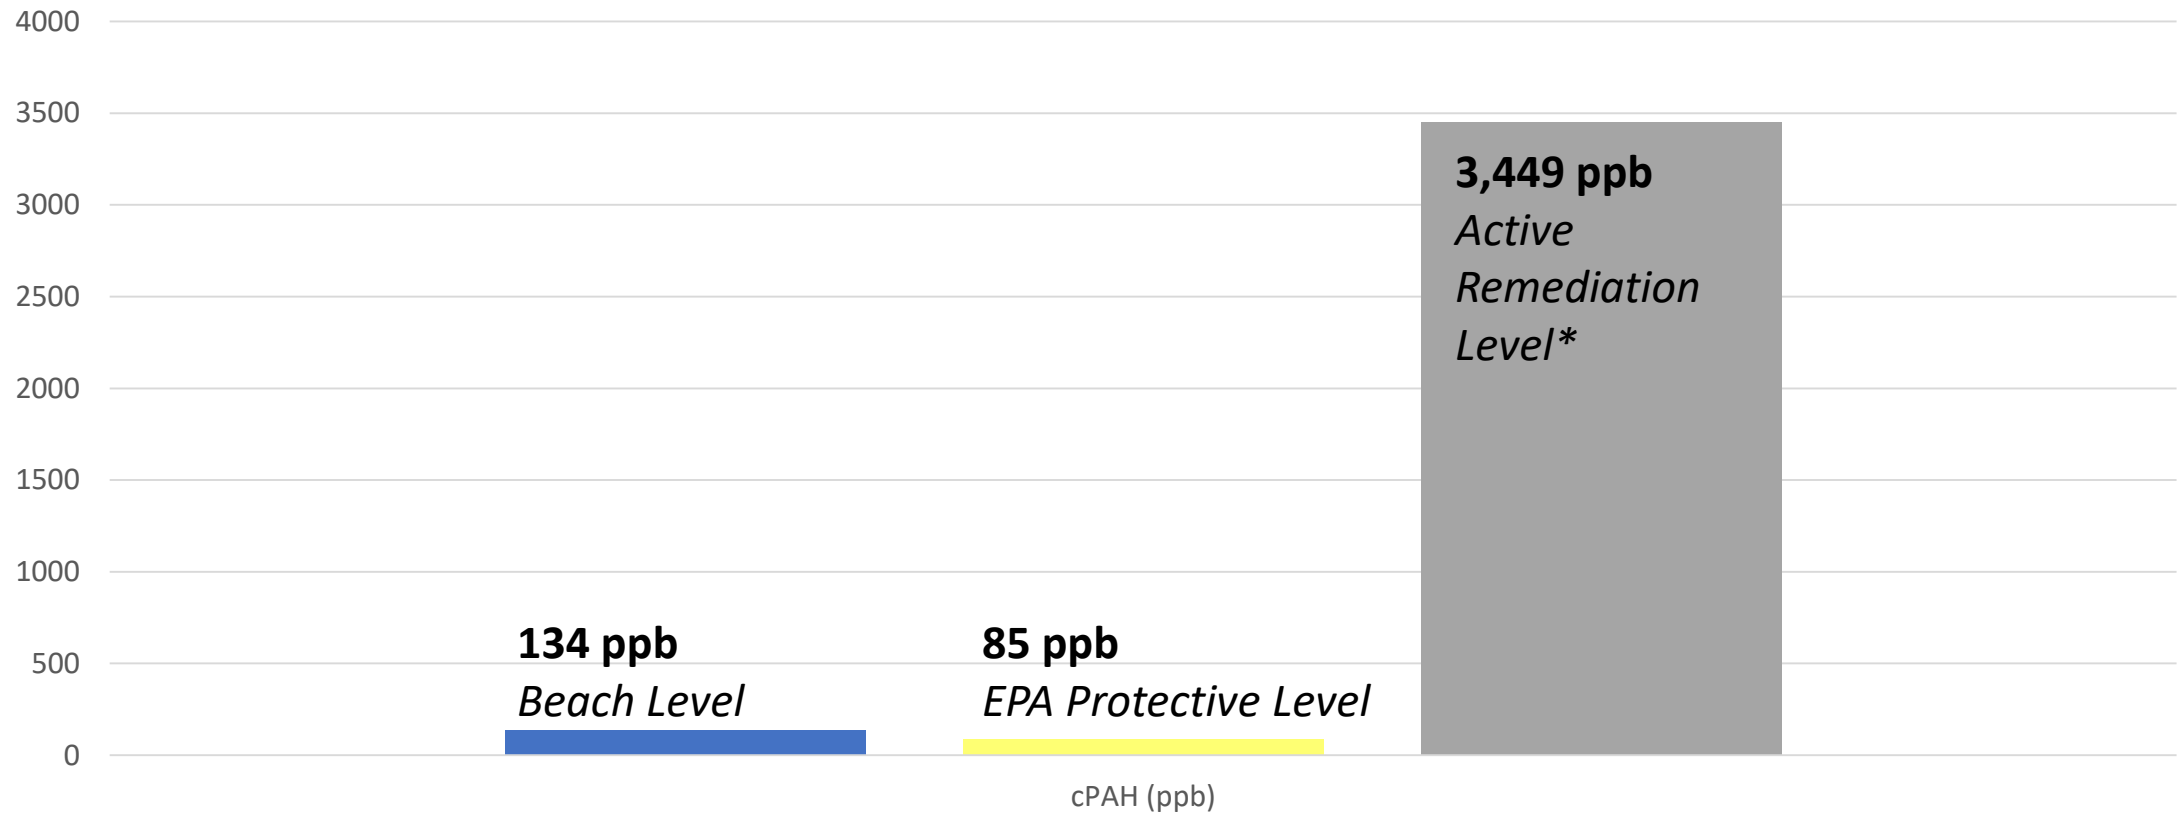 4000
3500
3000
2500
2000
1500
1000
500
0
134 ppb
Beach Level
85 ppb
EPA Protective Level
3,449 ppb
Active
Remediation
Level*
cPAH (ppb)